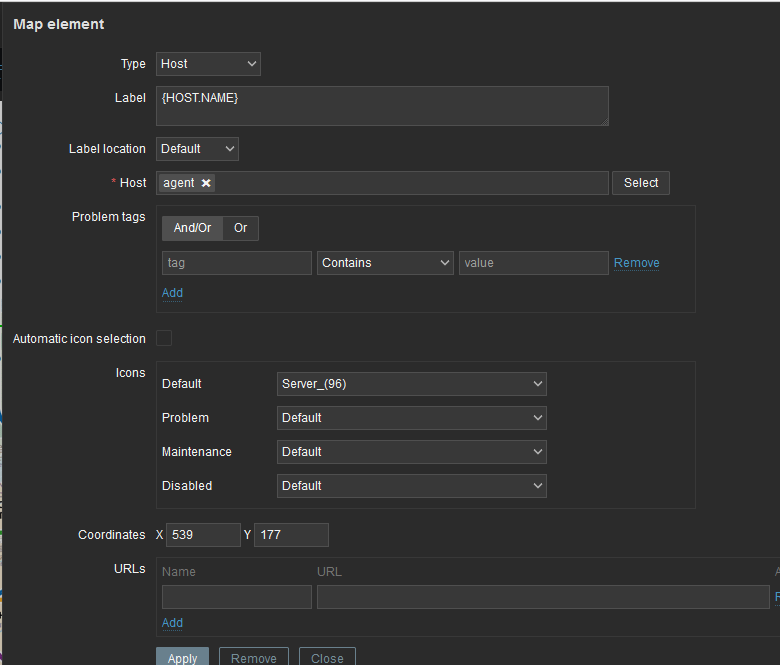 Map element
Type Host
Label {HOST.NAME}
Label location Default
* Host agent Select
Problem tags And/Or Or
tag Contains value Remove
Add
Automatic icon selection
Icons Default Server_(96)
Problem Default
Maintenance Default
Disabled Default
Coordinates X 539 Y 177
URLs Name URL
Add
Apply Remove Close